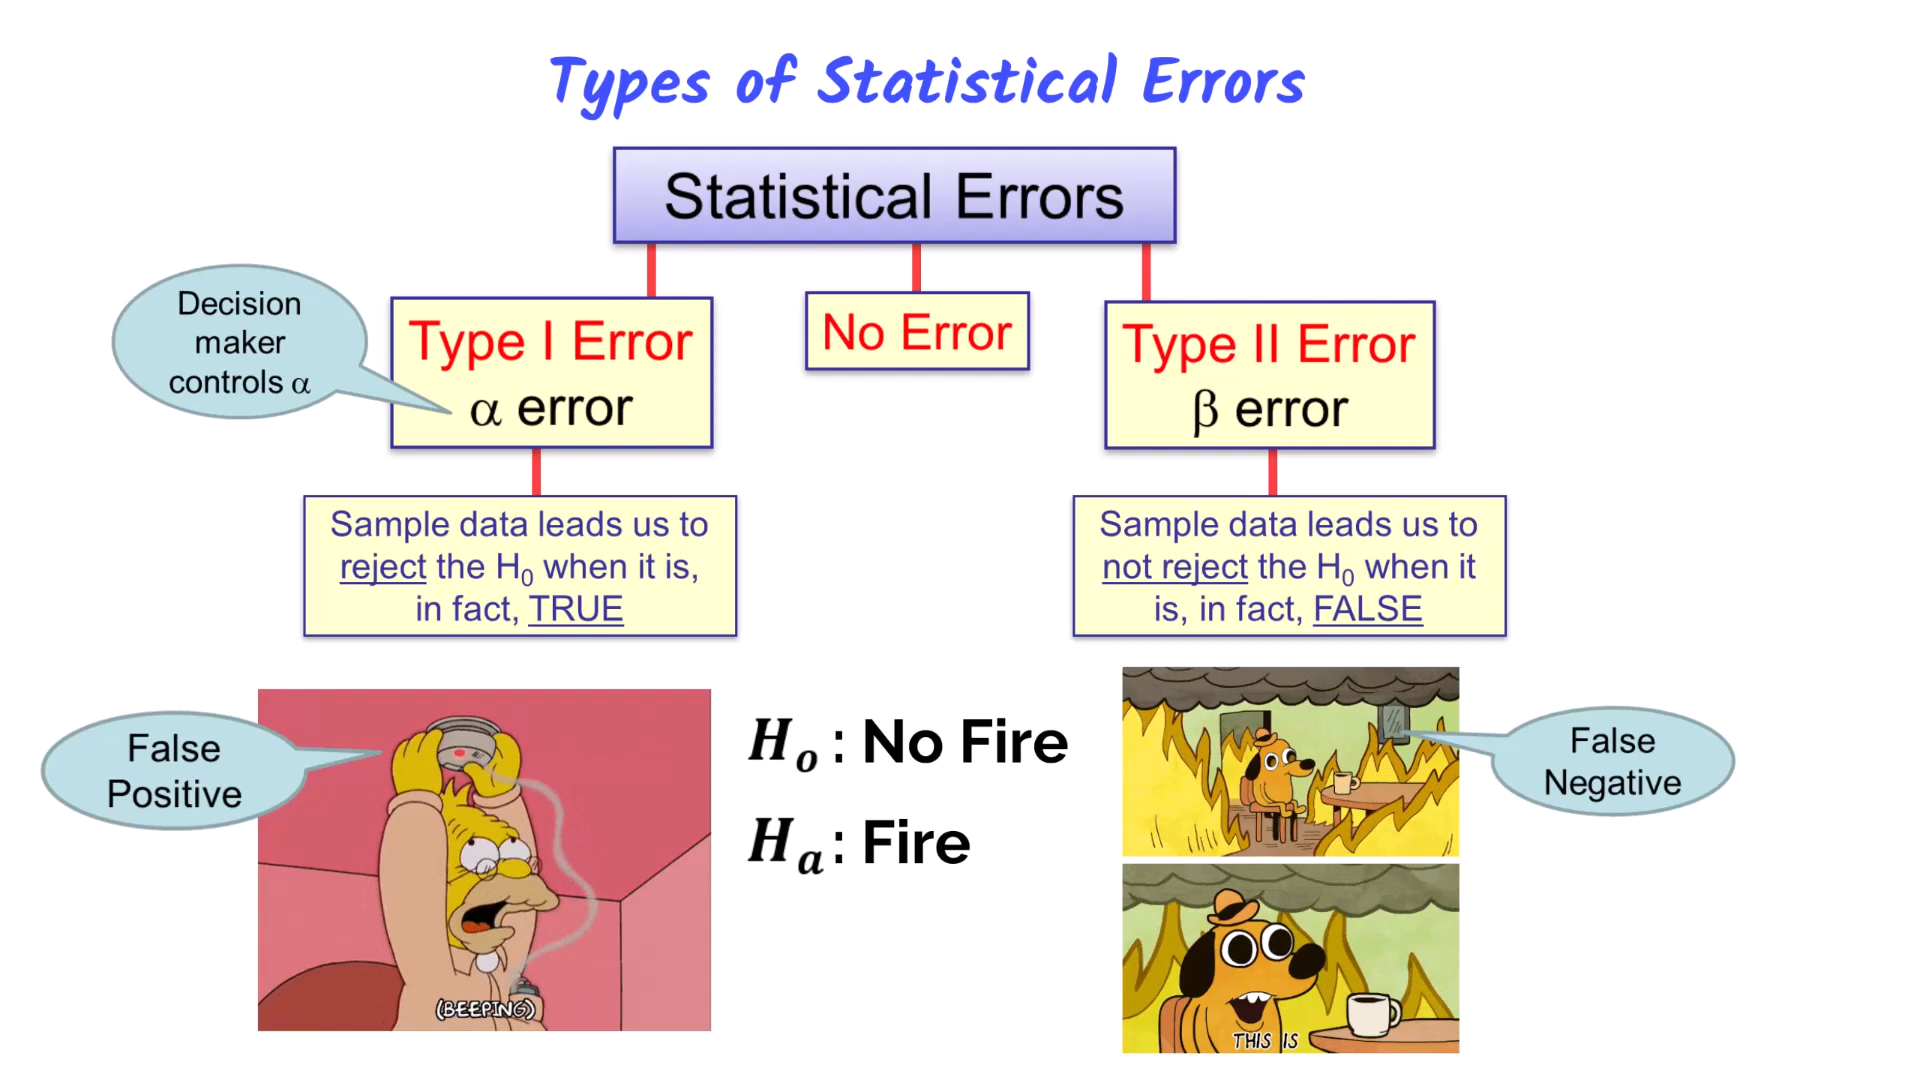 Types of Statistical Errors
Statistical Errors
Decision
maker
controls α
Type I Error
α error
No Error
Type II Error
β error
Sample data leads us to
reject the H₀ when it is,
in fact, TRUE
Sample data leads us to
not reject the H₀ when it
is, in fact, FALSE
False
Positive
(BEEPING)
Hₒ: No Fire
Hₐ: Fire
False
Negative
THIS IS